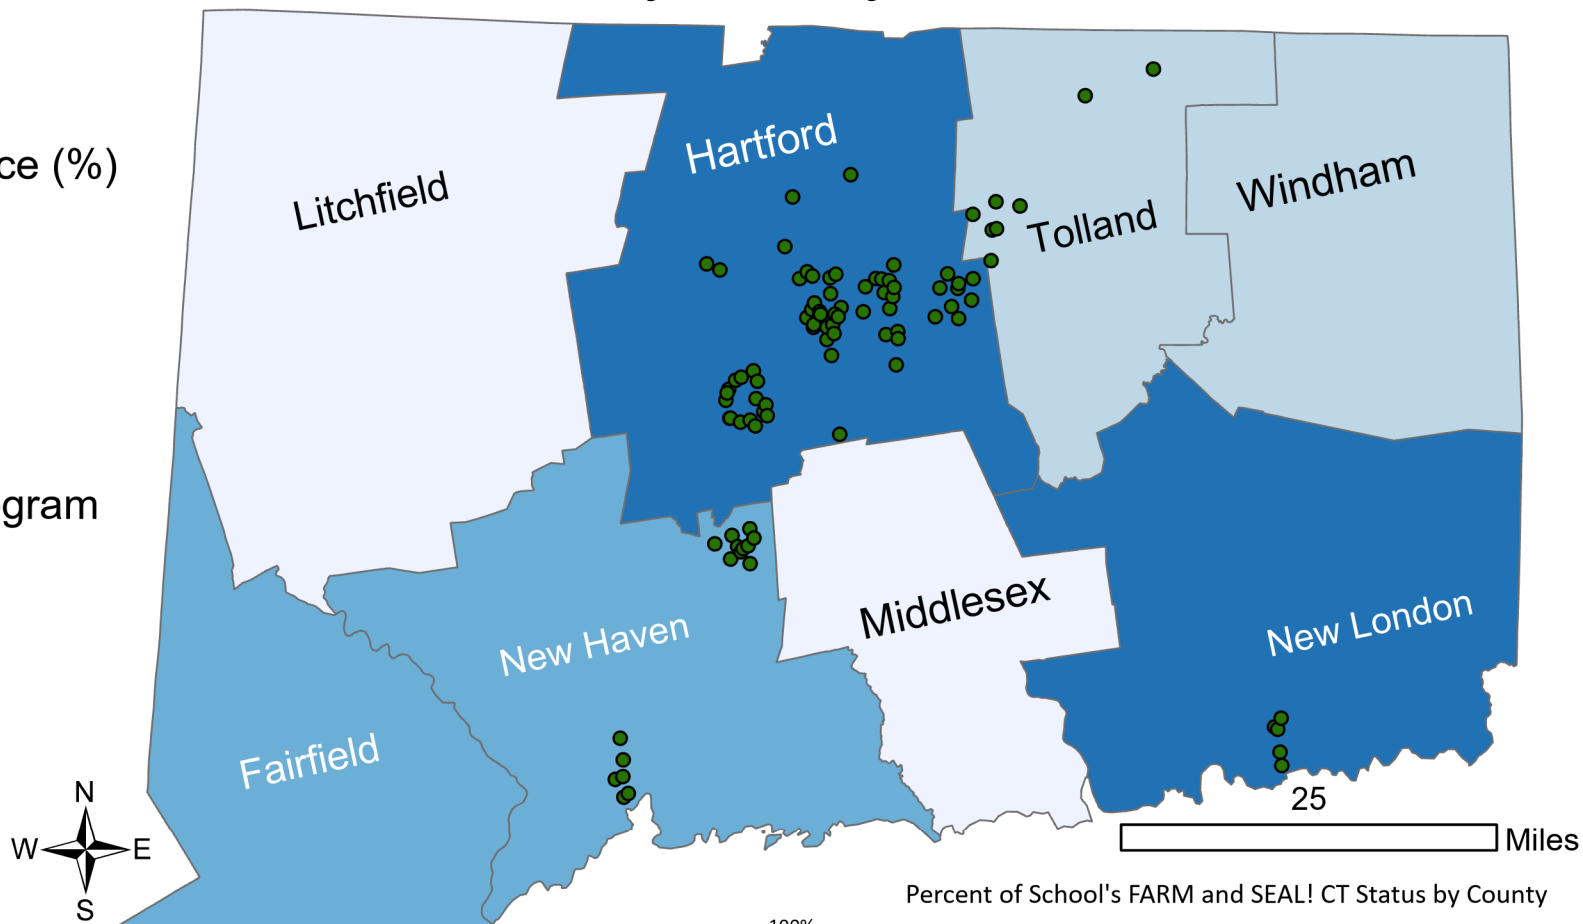 ce (%)
Hartford
Litchfield
Windham
Tolland
gram
Middlesex
New London
New Haven
Fairfield
N
W
E
S
25
Miles
Percent of School's FARM and SEAL! CT Status by County
100%